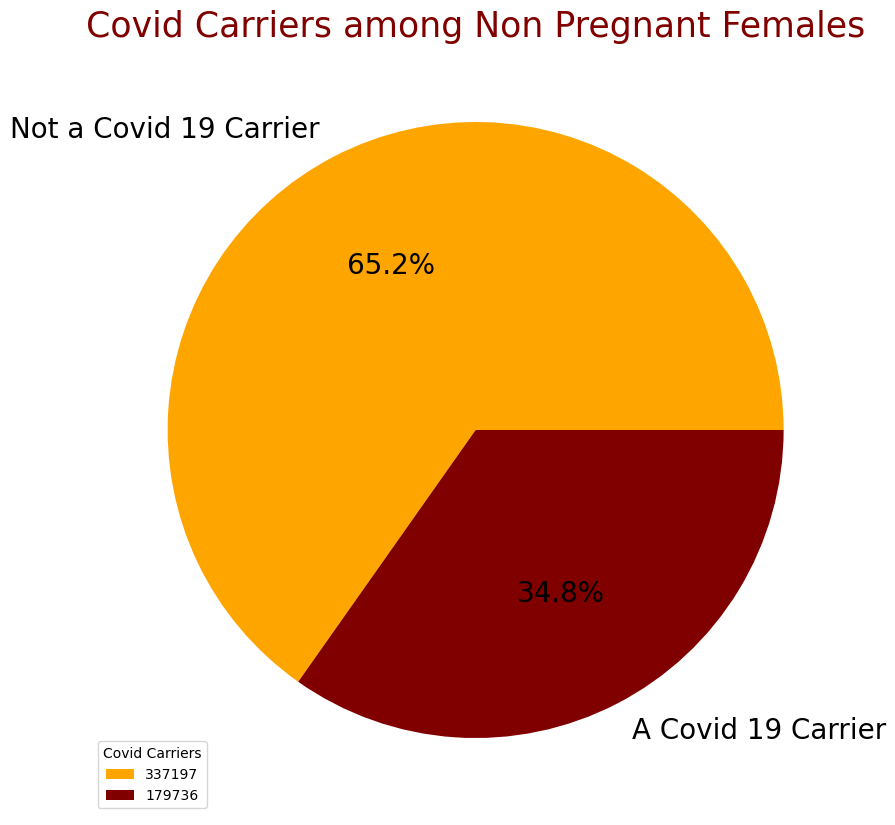 Covid Carriers among Non Pregnant Females
Not a Covid 19 Carrier
65.2%
34.8%
A Covid 19 Carrier
Covid Carriers
337197
179736